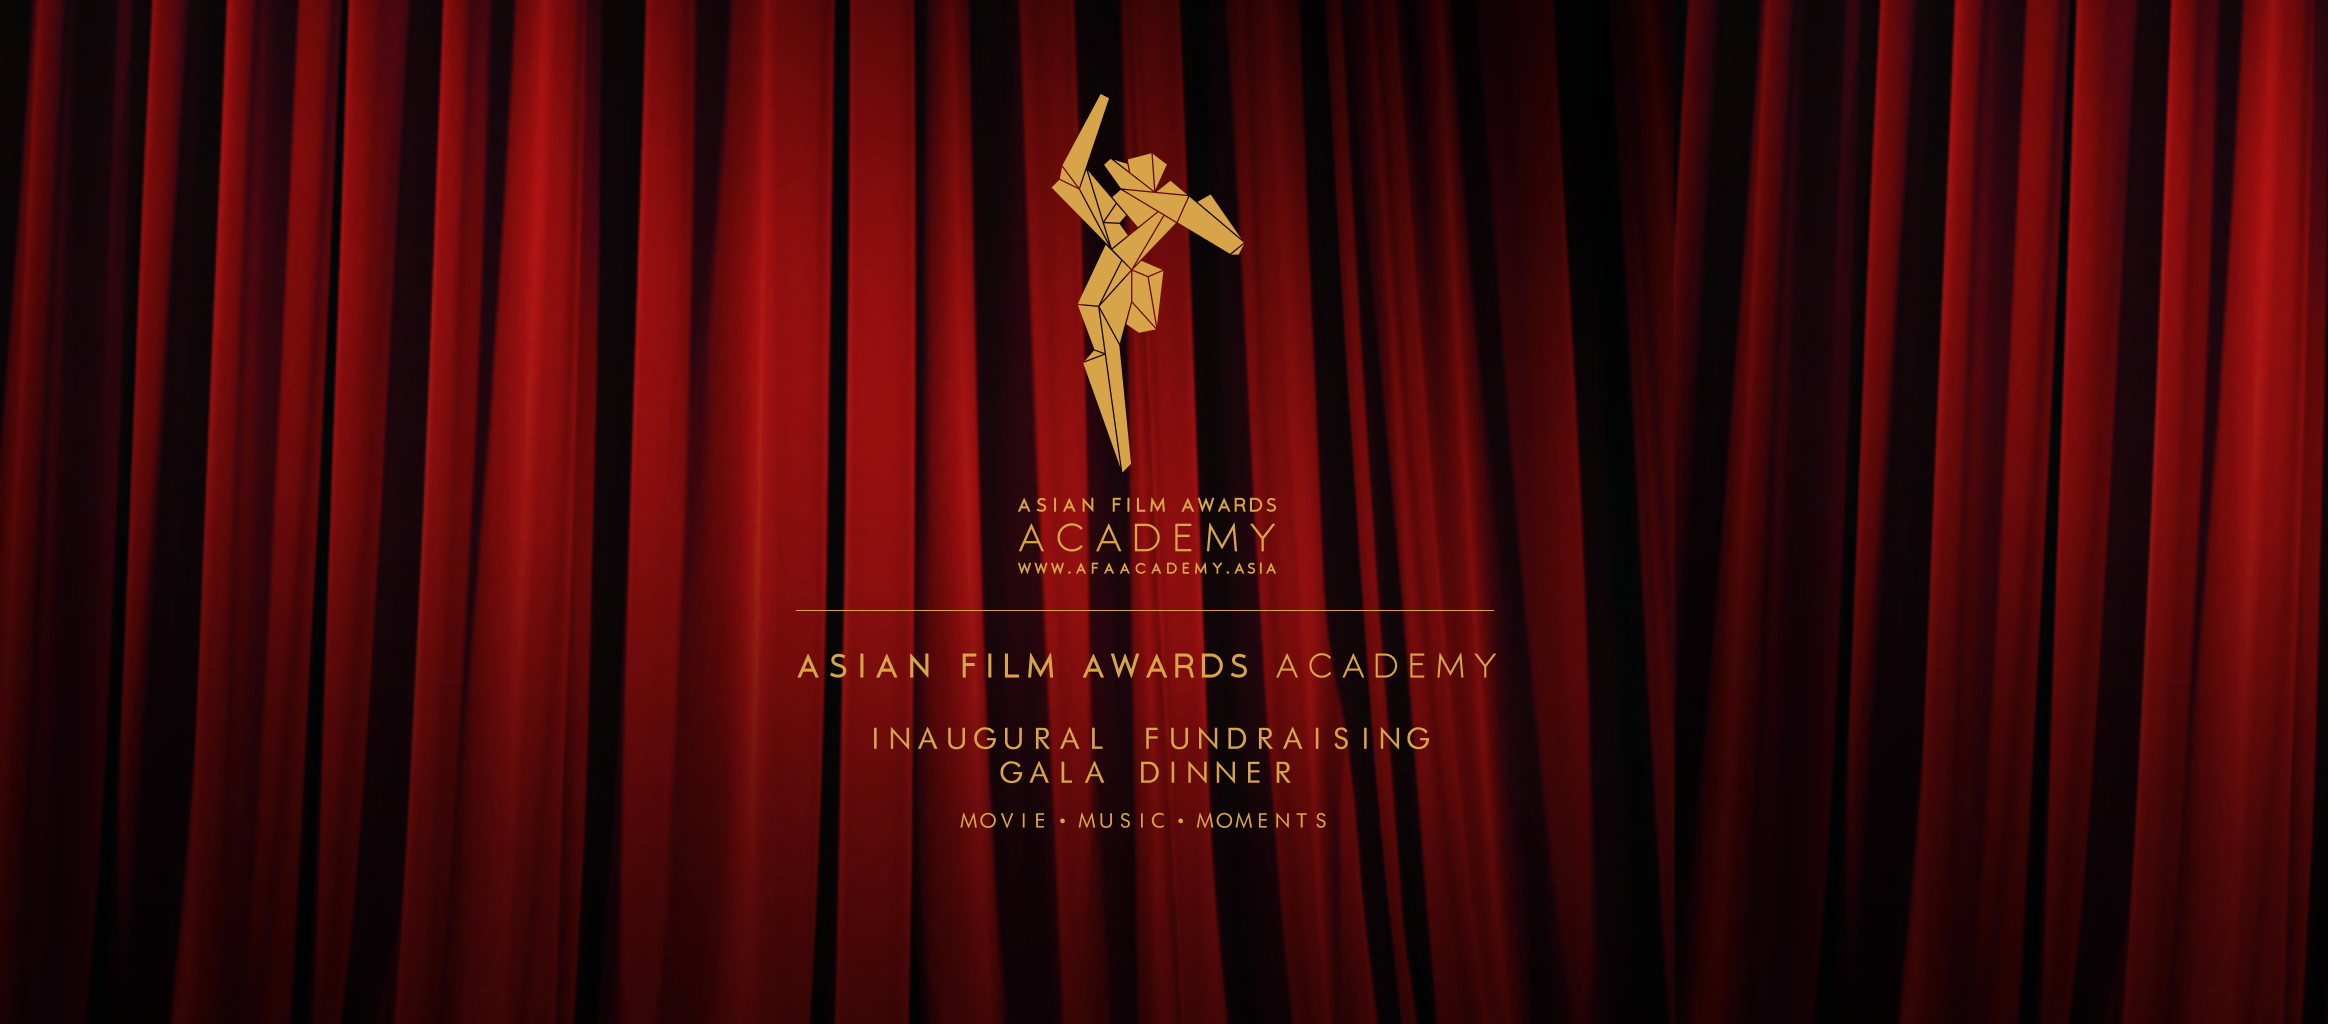 ASIAN FILM AWARDS
ACADEMY
WWW.AFAACADEMY.ASIA
ASIAN FILM AWARDS ACADEMY
INAUGURAL FUNDRAISING
GALA DINNER
MOVIE • MUSIC • MOMENTS